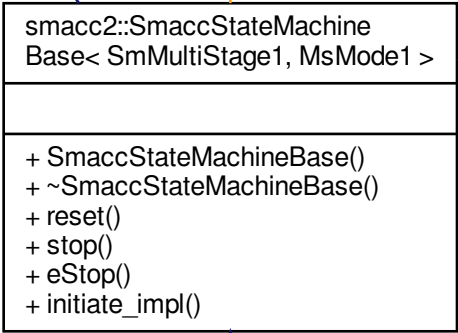 smacc2::SmaccStateMachine
Base< SmMultiStage1, MsMode1 >
+ SmaccStateMachineBase()
+ ~SmaccStateMachineBase()
+ reset()
+ stop()
+ eStop()
+ initiate_impl()